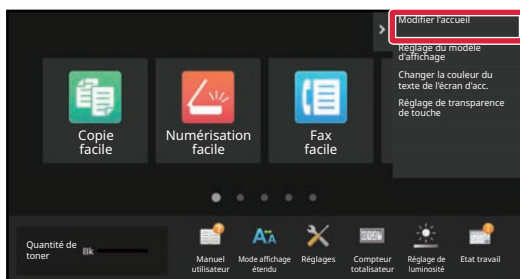 Modifier l'accueil
Réglage du modèle
d'affichage
Changer la couleur du
texte de l'écran d'acc.
Réglage de transparence
de touche
Copie
facile
Numérisation
facile
Fax
facile
Quantité de
toner
Bk
Manuel
utilisateur
Mode affichage
étendu
Réglages
Compteur
totalisateur
Réglage de
luminosité
Etat travail